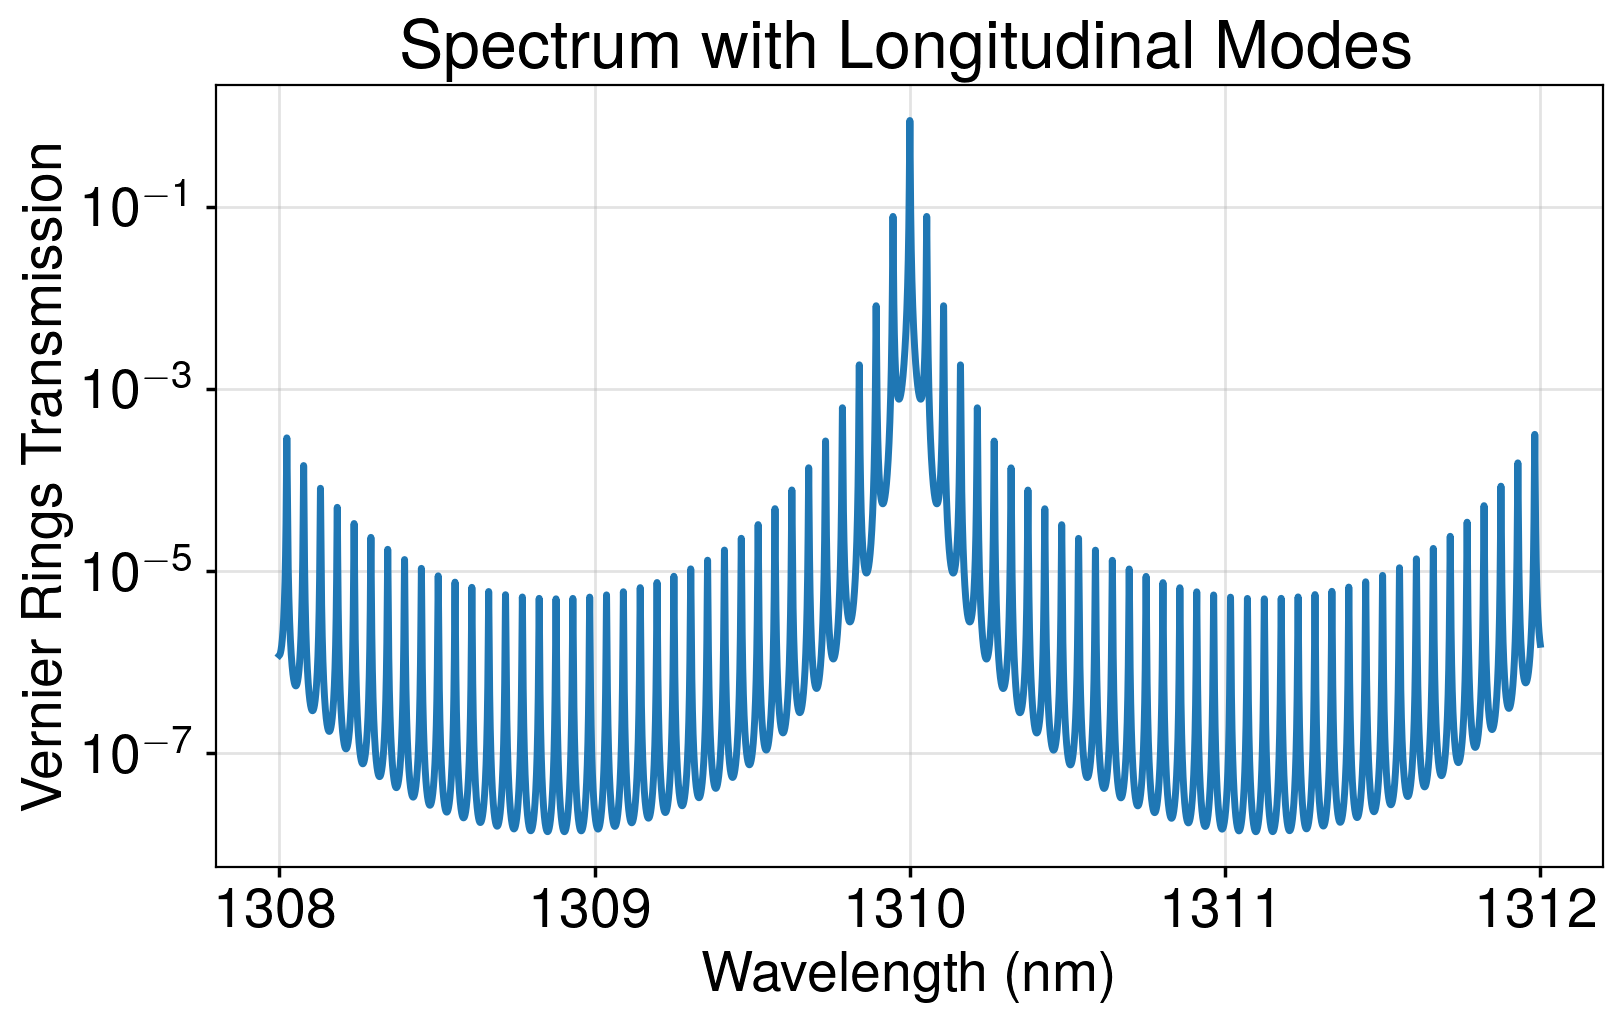 Spectrum with Longitudinal Modes
Vernier Rings Transmission
10⁻¹
10⁻³
10⁻⁵
10⁻⁷
1308 1309 1310 1311 1312
Wavelength (nm)